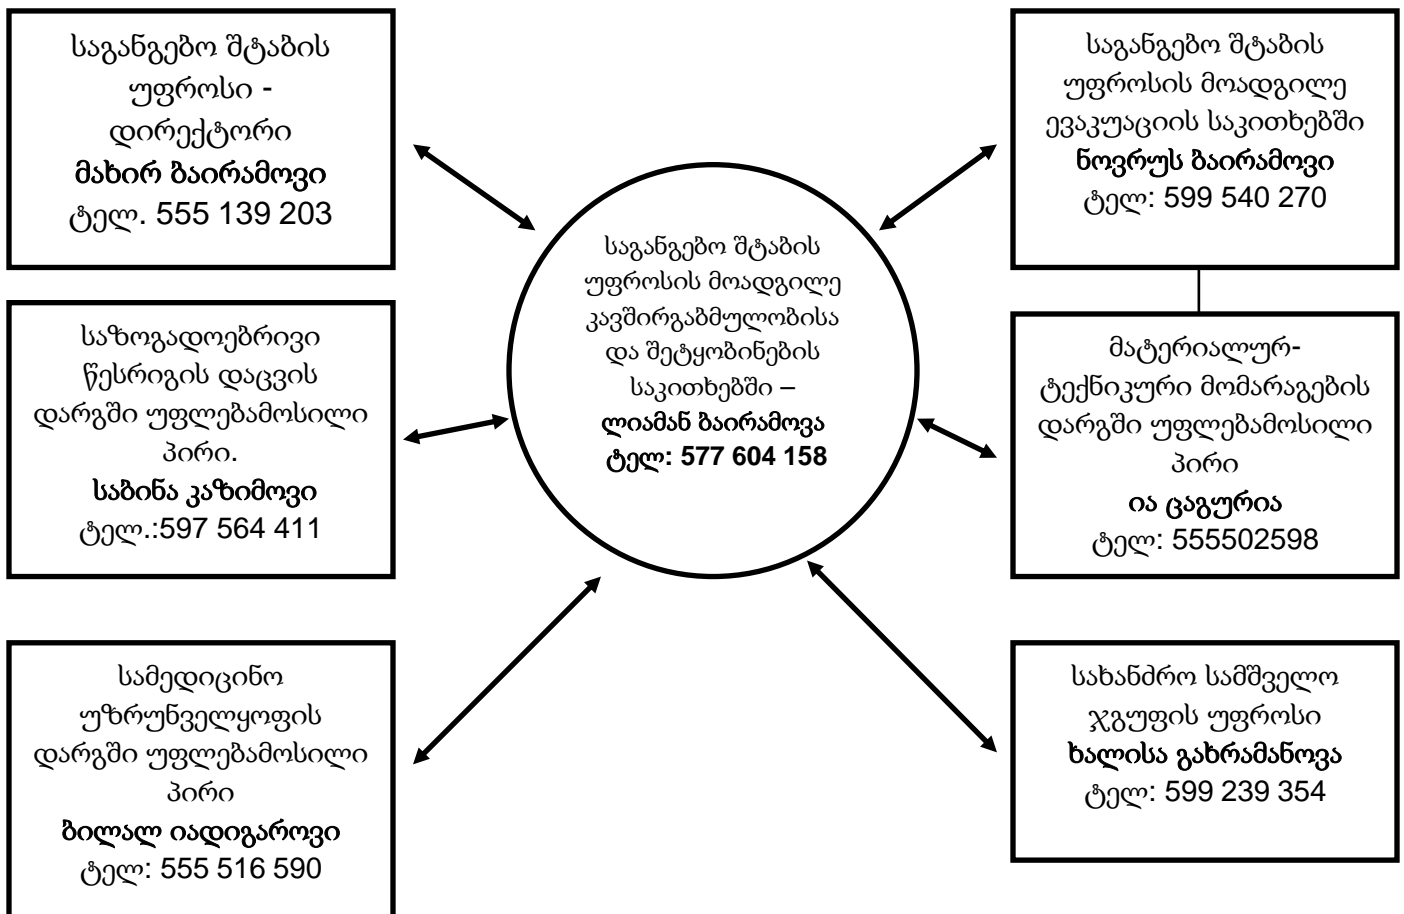 საგანგებო შტაბის
უფროსი -
დირექტორი
მახირ ბაირამოვი
ტელ. 555 139 203
საგანგებო შტაბის
უფროსის მოადგილე
ევაკუაციის საკითხებში
ნოვრუს ბაირამოვი
ტელ: 599 540 270
საგანგებო შტაბის
უფროსის მოადგილე
კავშირგაბმულობისა
და შეტყობინების
საკითხებში –
ლიამან ბაირამოვა
ტელ: 577 604 158
საზოგადოებრივი
წესრიგის დაცვის
დარგში უფლებამოსილი
პირი.
საბინა კაზიმოვი
ტელ.:597 564 411
მატერიალურ-
ტექნიკური მომარაგების
დარგში უფლებამოსილი
პირი
ია ცაგურია
ტელ: 555502598
სამედიცინო
უზრუნველყოფის
დარგში უფლებამოსილი
პირი
ბილალ იადიგაროვი
ტელ: 555 516 590
სახანძრო სამშველო
ჯგუფის უფროსი
ხალისა გახრამანოვა
ტელ: 599 239 354